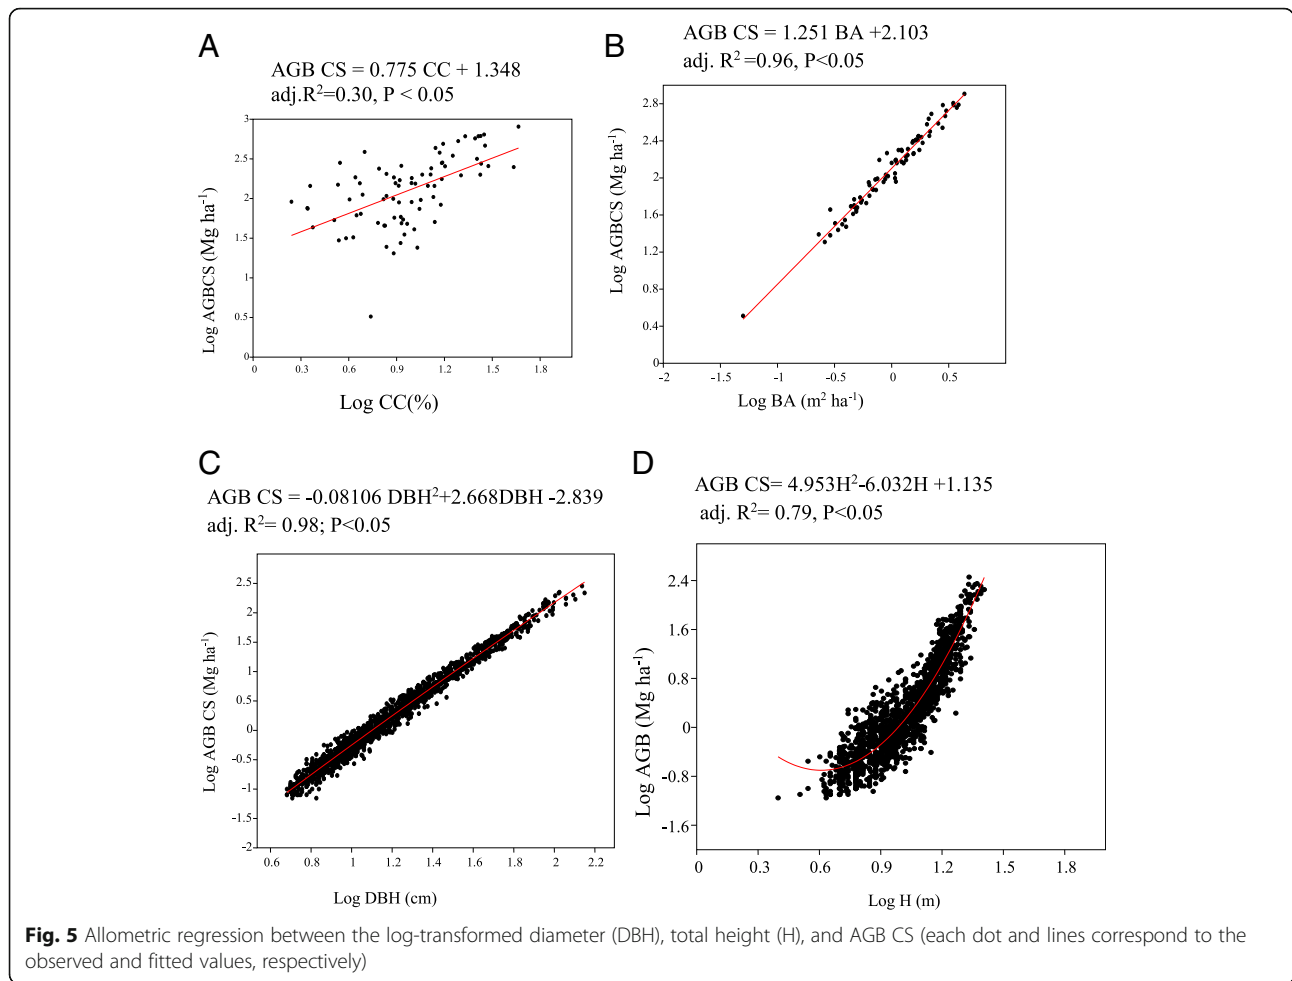 A
AGB CS = 0.775 CC + 1.348
adj.R²=0.30, P < 0.05
Log AGBCS (Mg ha⁻¹)
3
2.5
2
1.5
1
0.5
0
0 0.3 0.6 0.9 1.2 1.5 1.8
Log CC(%)
B
AGB CS = 1.251 BA +2.103
adj. R² =0.96, P<0.05
Log AGBCS (Mg ha⁻¹)
2.8
2.4
2
1.6
1.2
0.8
0.4
0
-2 -1.5 -1 -0.5 0 0.5
Log BA (m² ha⁻¹)
C
AGB CS = -0.08106 DBH²+2.668DBH -2.839
adj. R²= 0.98; P<0.05
Log AGB CS (Mg ha⁻¹)
2.5
2
1.5
1
0.5
0
-0.5
-1
-1.5
-2
0.6 0.8 1 1.2 1.4 1.6 1.8 2 2.2
Log DBH (cm)
D
AGB CS= 4.953H²-6.032H +1.135
adj. R²= 0.79, P<0.05
Log AGB (Mg ha⁻¹)
2.4
1.6
0.8
0
-0.8
-1.6
0 0.3 0.6 0.9 1.2 1.5 1.8
Log H (m)
Fig. 5 Allometric regression between the log-transformed diameter (DBH), total height (H), and AGB CS (each dot and lines correspond to the
observed and fitted values, respectively)